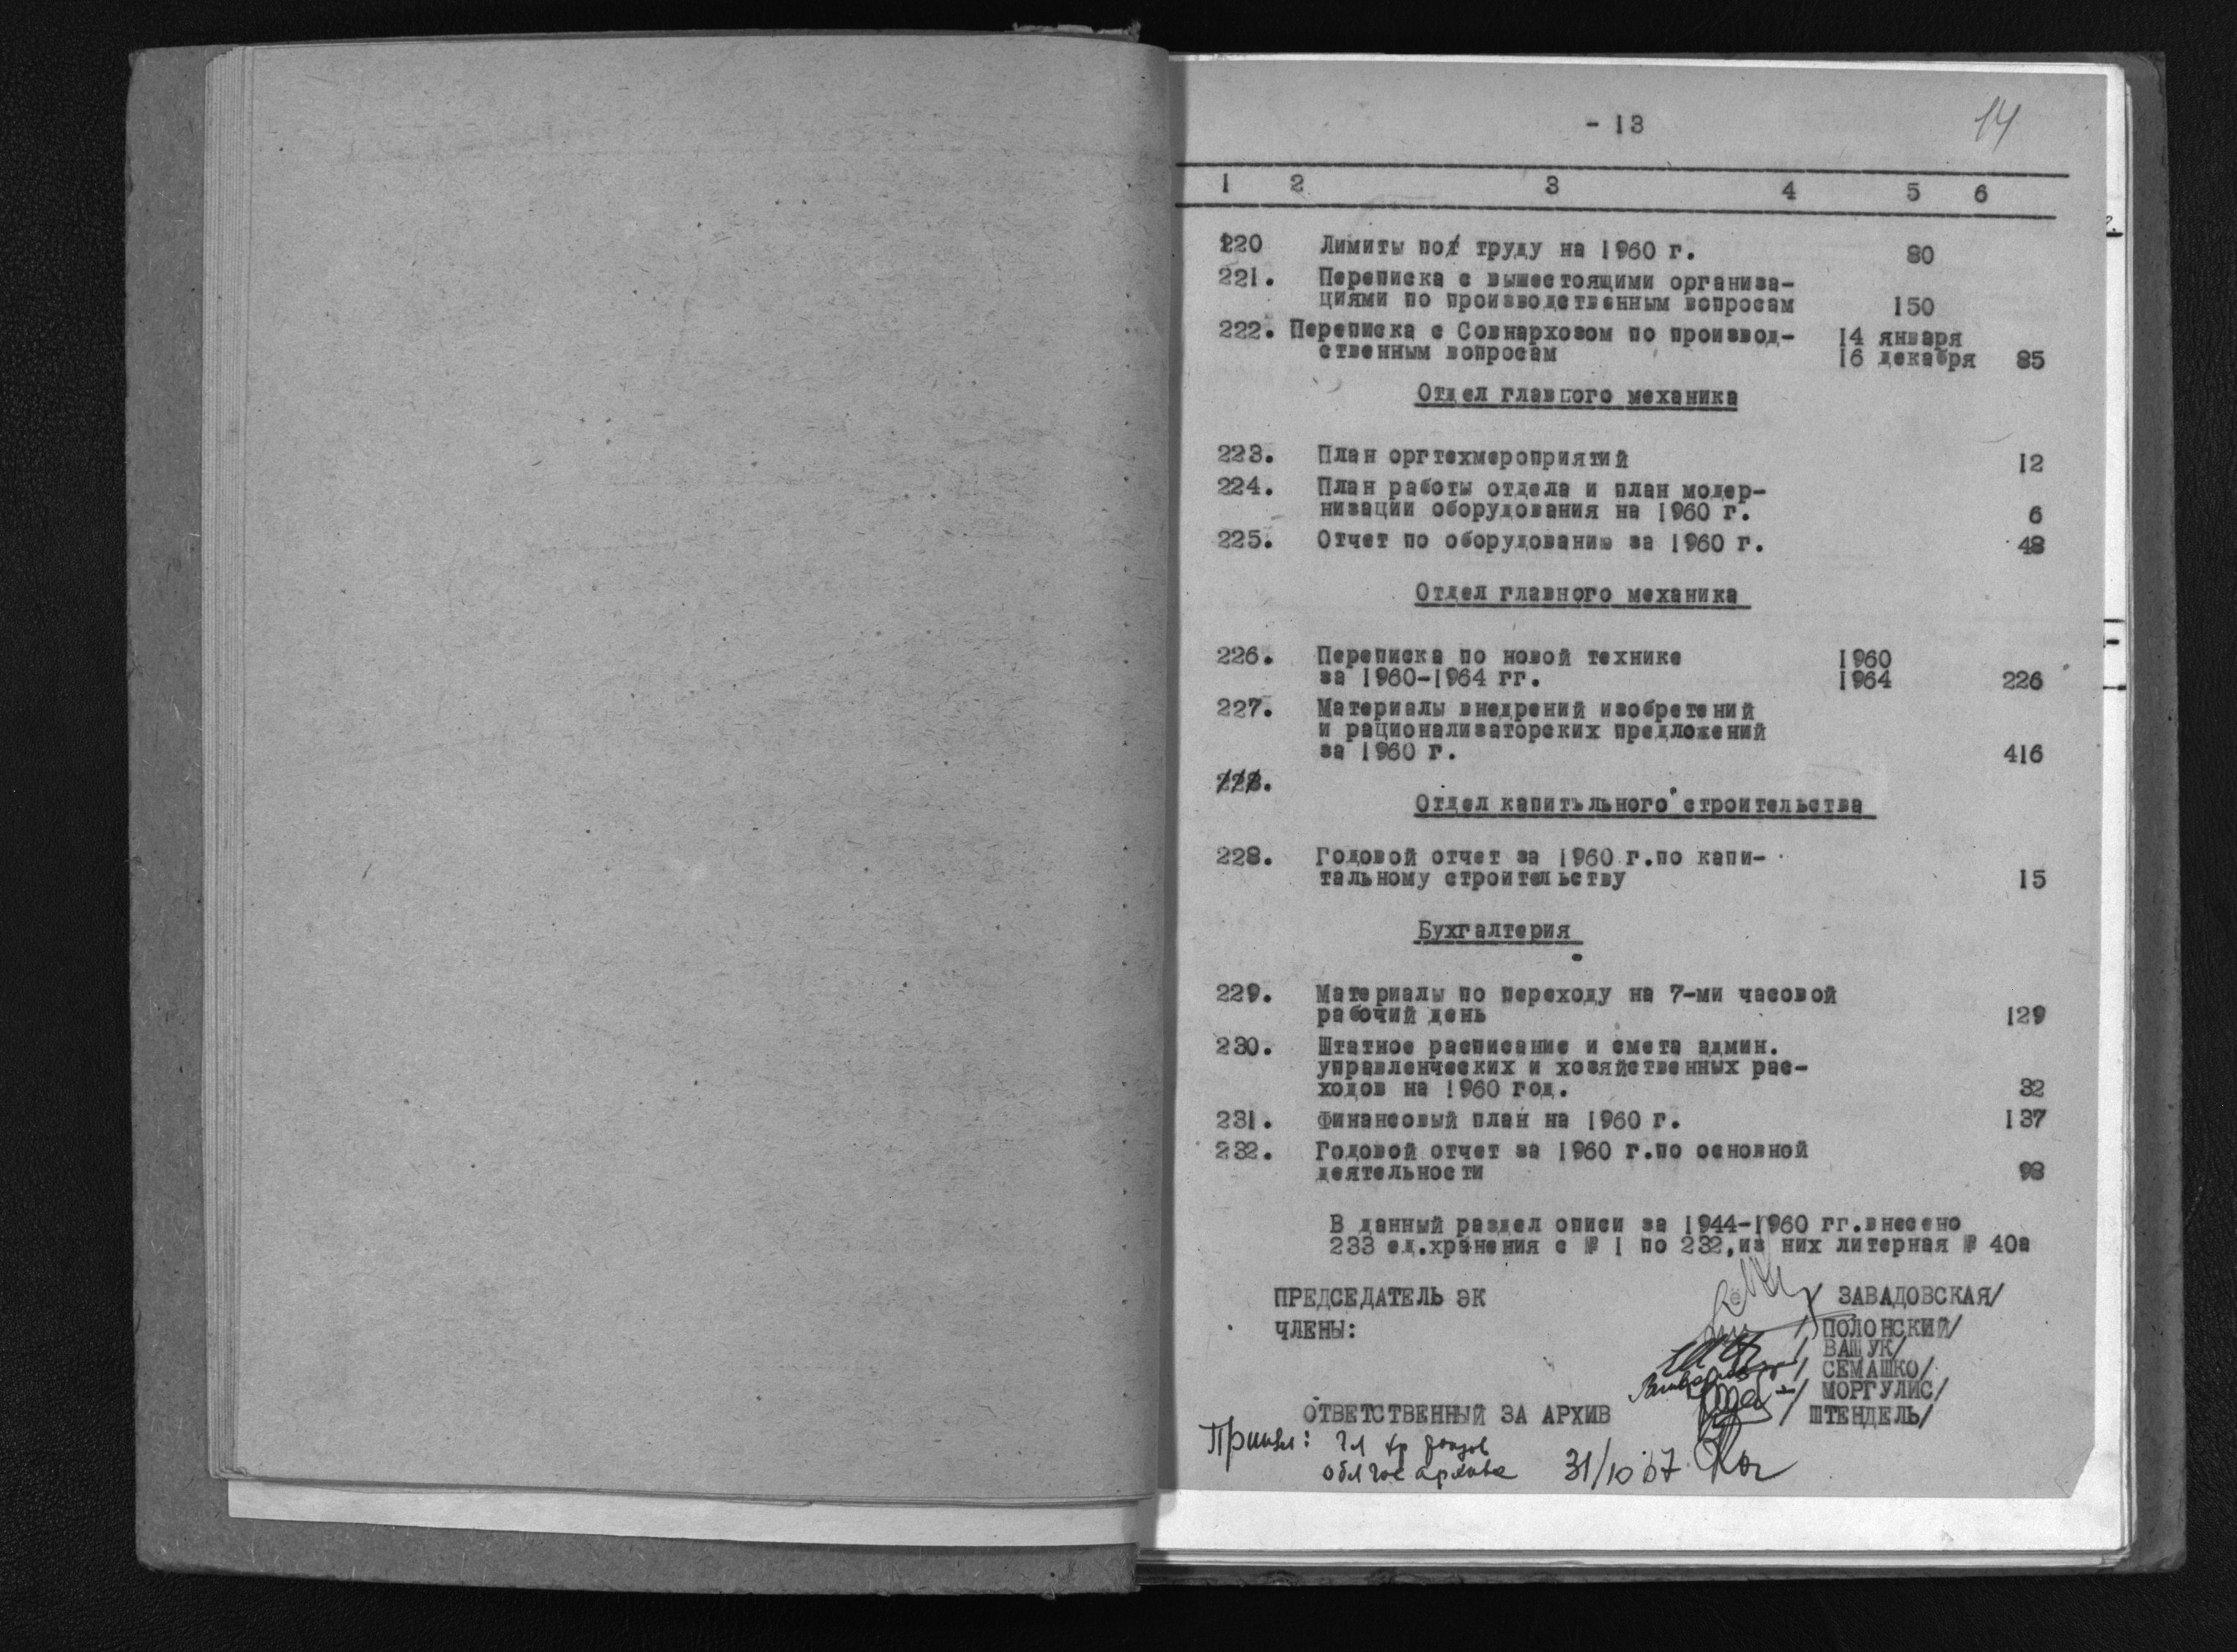 - 13
14
1 2 3 4 5 6
220 Лимиты по труду на 1960 г. 80
221. Переписка с вышестоящими организа-
циями по производственным вопросам 150
222. Переписка с Совнархозом по производ- 14 января
ственным вопросам 16 декабря 85
Отдел главного механика
223. План оргтехмероприятий 12
224. План работы отдела и план модер-
низации оборудования на 1960 г. 6
225. Отчет по оборудованию за 1960 г. 48
Отдел главного механика
226. Переписка по новой технике 1960
за 1960-1964 гг. 1964 226
227. Материалы внедрений изобретений
и рационализаторских предложений
за 1960 г. 416
228.
Отдел капитьльного строительства
228. Годовой отчет за 1960 г.по капи-
тальному строительству 15
Бухгалтерия
229. Материалы по переходу на 7-ми часовой
рабочий день 129
230. Штатное расписание и смета админ.
управленческих и хозяйственных рас-
ходов на 1960 год. 32
231. Финансовый план на 1960 г. 137
232. Годовой отчет за 1960 г.по основной
деятельности 98
В данный раздел описи за 1944-1960 гг.внесено
233 ед.хранения с № 1 по 232,из них литерная № 40а
ПРЕДСЕДАТЕЛЬ ЭК / ЗАВАДОВСКАЯ/
ЧЛЕНЫ: /ПОЛОНСКИЙ/
/ ВАЩУК/
/ СЕМАШКО/
/ МОРГУЛИС/
ОТВЕТСТВЕННЫЙ ЗА АРХИВ / ШТЕНДЕЛЬ/
гл хр фондов
обл гос архива 31/10 67